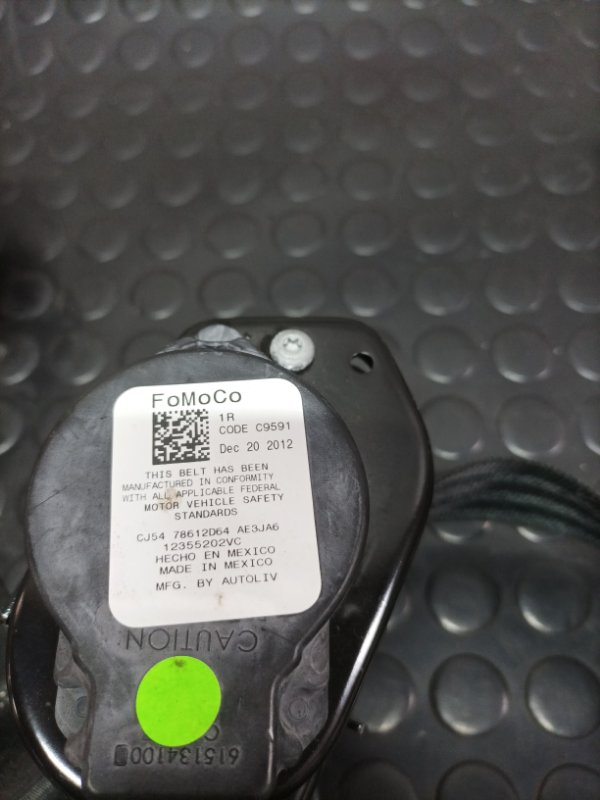 FoMoCo
1R
CODE C9591
Dec 20 2012
THIS BELT HAS BEEN
MANUFACTURED IN CONFORMITY
WITH ALL APPLICABLE FEDERAL
MOTOR VEHICLE SAFETY
STANDARDS
CJ54 78612D64 AE3JA6
12355202VC
HECHO EN MEXICO
MADE IN MEXICO
MFG. BY AUTOLIV
CAUTION
615134100